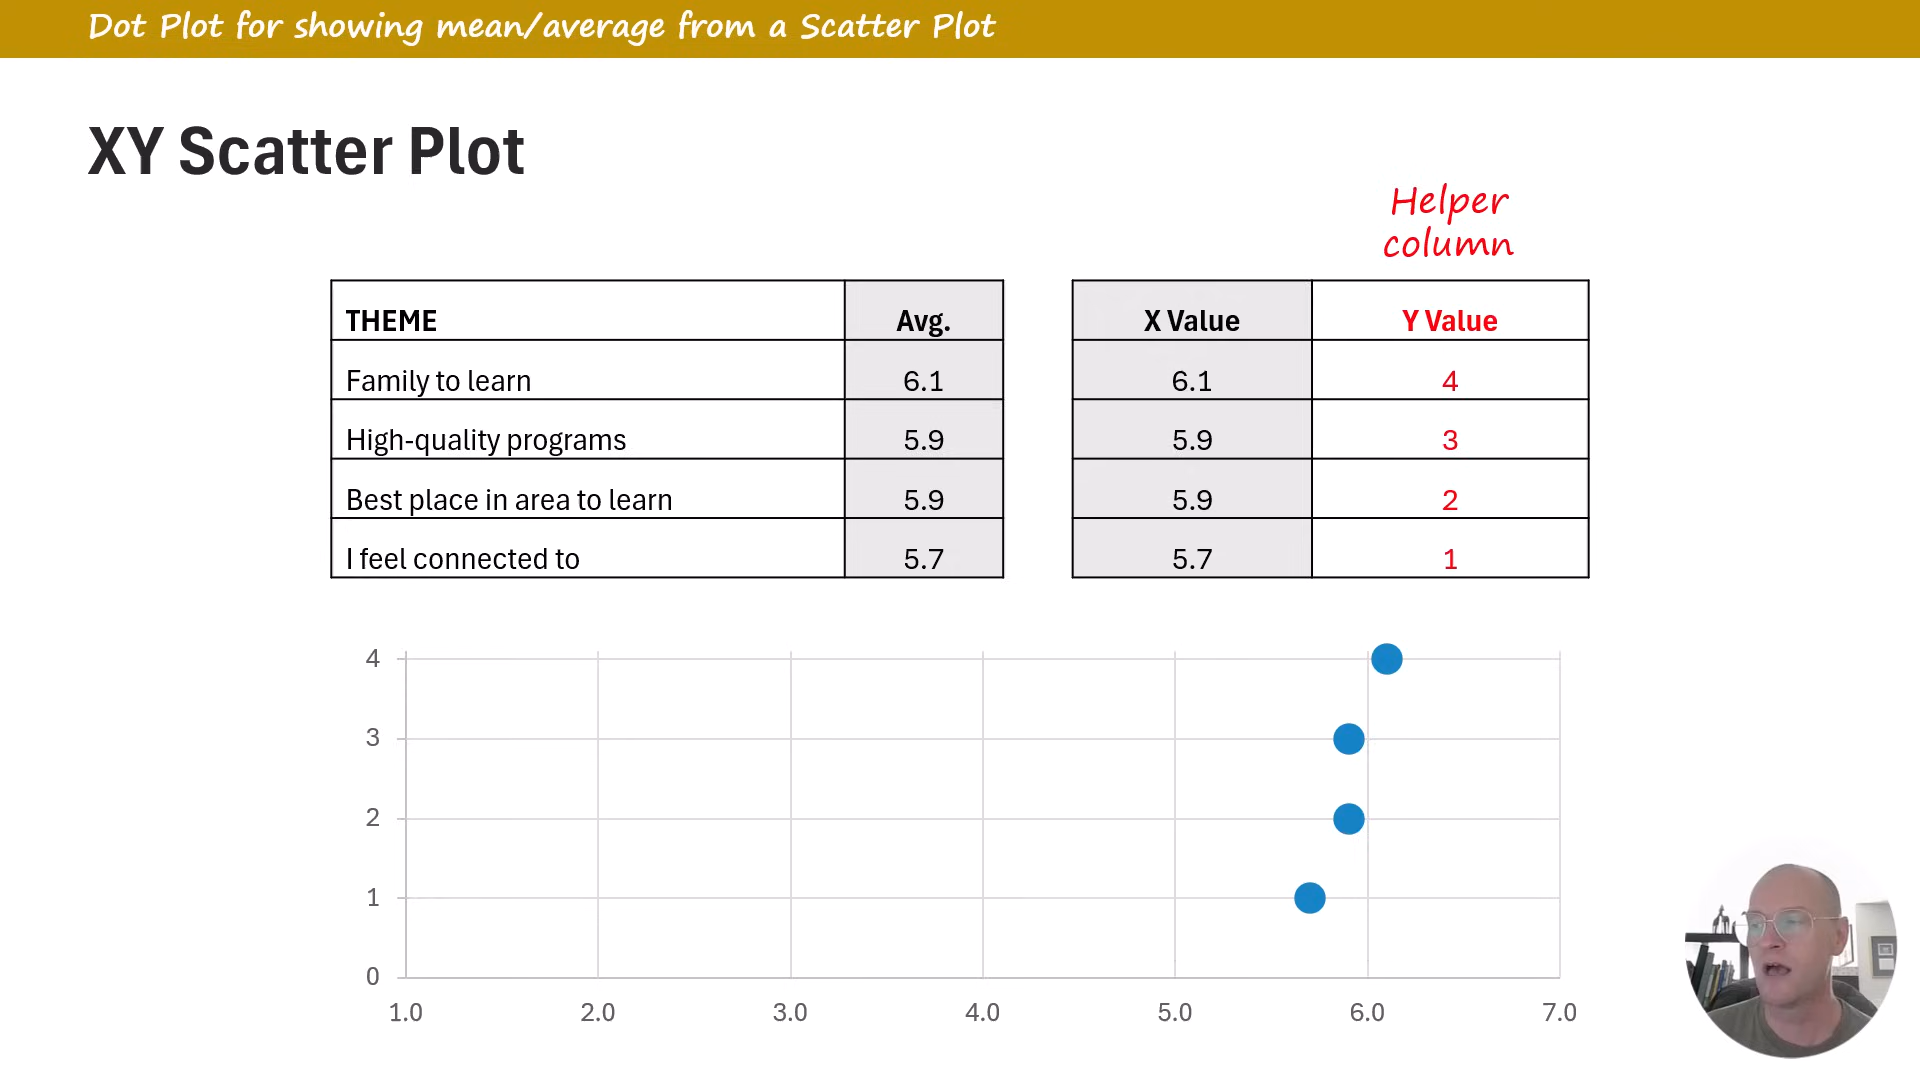 Dot Plot for showing mean/average from a Scatter Plot
XY Scatter Plot
Helper
column
THEME Avg. X Value Y Value
Family to learn 6.1 6.1 4
High-quality programs 5.9 5.9 3
Best place in area to learn 5.9 5.9 2
I feel connected to 5.7 5.7 1
4
3
2
1
0
1.0 2.0 3.0 4.0 5.0 6.0 7.0